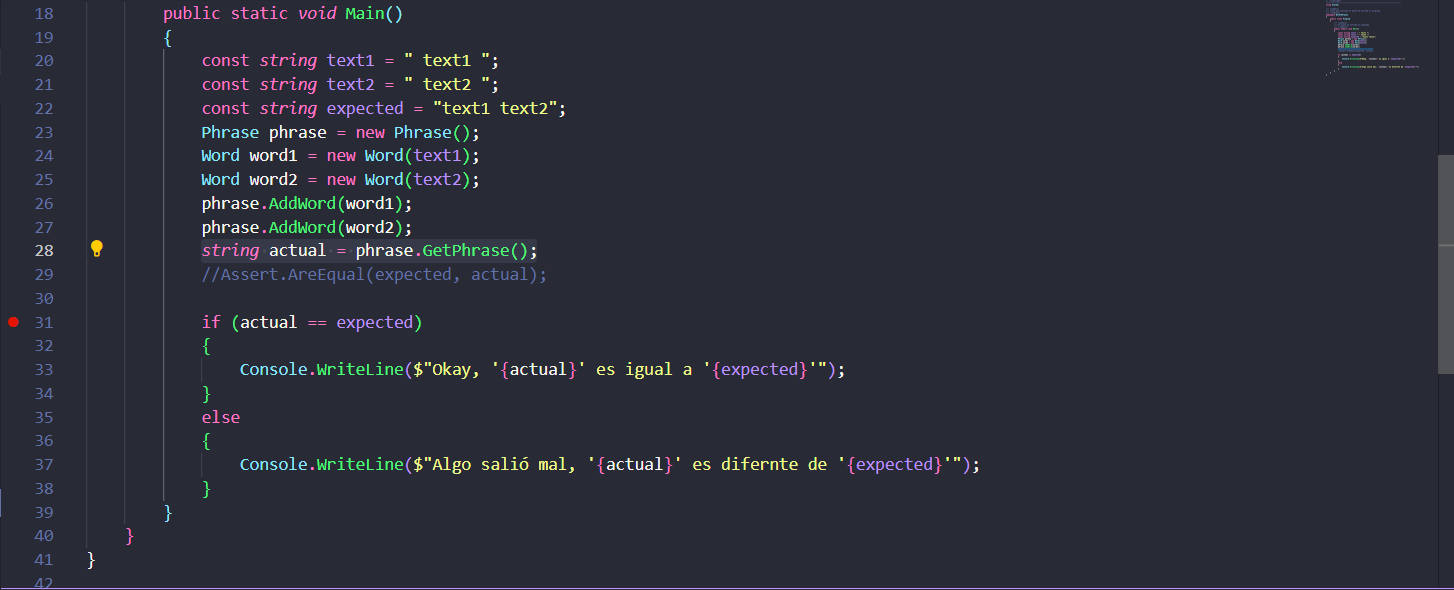 18 public static void Main()
19 {
20 const string text1 = " text1 ";
21 const string text2 = " text2 ";
22 const string expected = "text1 text2";
23 Phrase phrase = new Phrase();
24 Word word1 = new Word(text1);
25 Word word2 = new Word(text2);
26 phrase.AddWord(word1);
27 phrase.AddWord(word2);
28 string actual = phrase.GetPhrase();
29 //Assert.AreEqual(expected, actual);
30
31 if (actual == expected)
32 {
33 Console.WriteLine($"Okay, '{actual}' es igual a '{expected}'");
34 }
35 else
36 {
37 Console.WriteLine($"Algo salió mal, '{actual}' es difernte de '{expected}'");
38 }
39 }
40 }
41 }
42